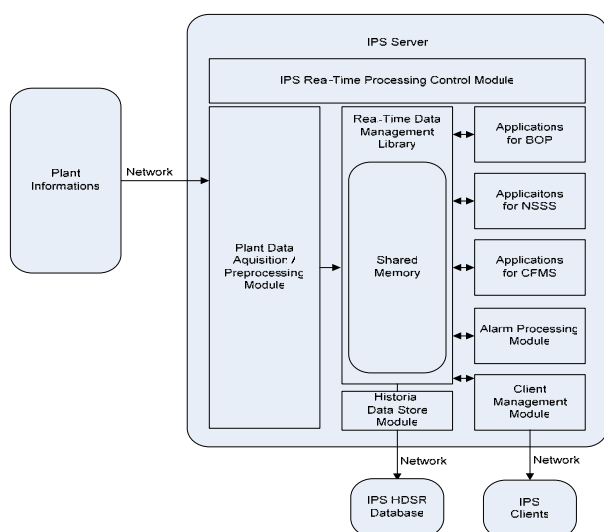 IPS Server
IPS Rea-Time Processing Control Module
Plant
Informations
Network
Plant Data
Aquisition /
Preprocessing
Module
Rea-Time Data
Management
Library
Shared
Memory
Applications
for BOP
Applicaitons
for NSSS
Applications
for CFMS
Alarm Processing
Module
Client
Management
Module
Historia
Data Store
Module
Network
Network
IPS HDSR
Database
IPS
Clients